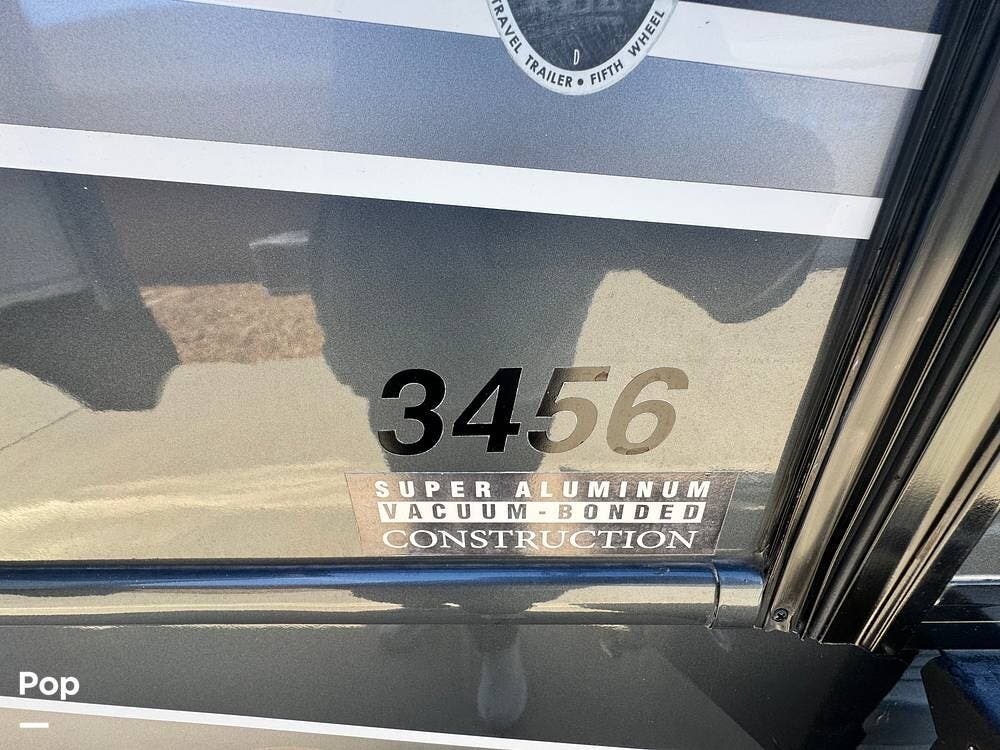 TRAVEL TRAILER • FIFTH WHEEL
D
3456
SUPER ALUMINUM
VACUUM-BONDED
CONSTRUCTION
Pop